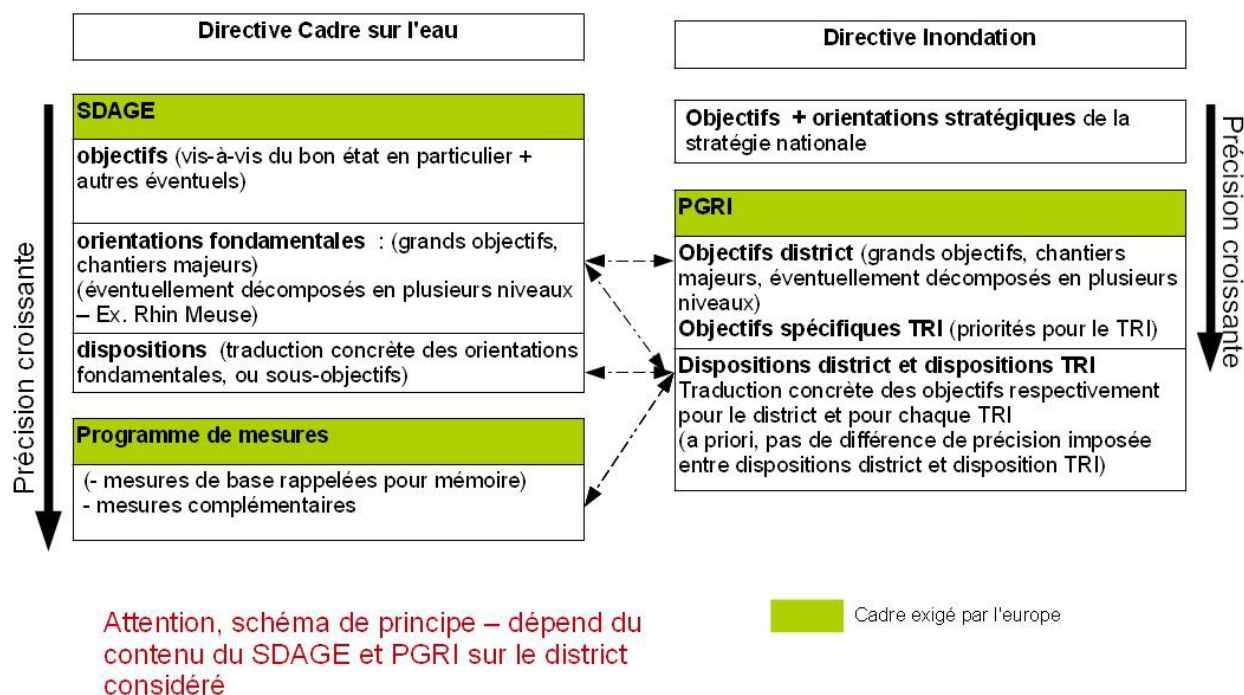 Directive Cadre sur l'eau
Précision croissante
SDAGE
objectifs (vis-à-vis du bon état en particulier +
autres éventuels)
orientations fondamentales : (grands objectifs,
chantiers majeurs)
(éventuellement décomposés en plusieurs niveaux
– Ex. Rhin Meuse)
dispositions (traduction concrète des orientations
fondamentales, ou sous-objectifs)
Programme de mesures
(- mesures de base rappelées pour mémoire)
- mesures complémentaires
Directive Inondation
Objectifs + orientations stratégiques de la
stratégie nationale
PGRI
Objectifs district (grands objectifs, chantiers
majeurs, éventuellement décomposés en plusieurs
niveaux)
Objectifs spécifiques TRI (priorités pour le TRI)
Dispositions district et dispositions TRI
Traduction concrète des objectifs respectivement
pour le district et pour chaque TRI
(a priori, pas de différence de précision imposée
entre dispositions district et disposition TRI)
Précision croissante
Attention, schéma de principe – dépend du
contenu du SDAGE et PGRI sur le district
considéré
Cadre exigé par l'europe